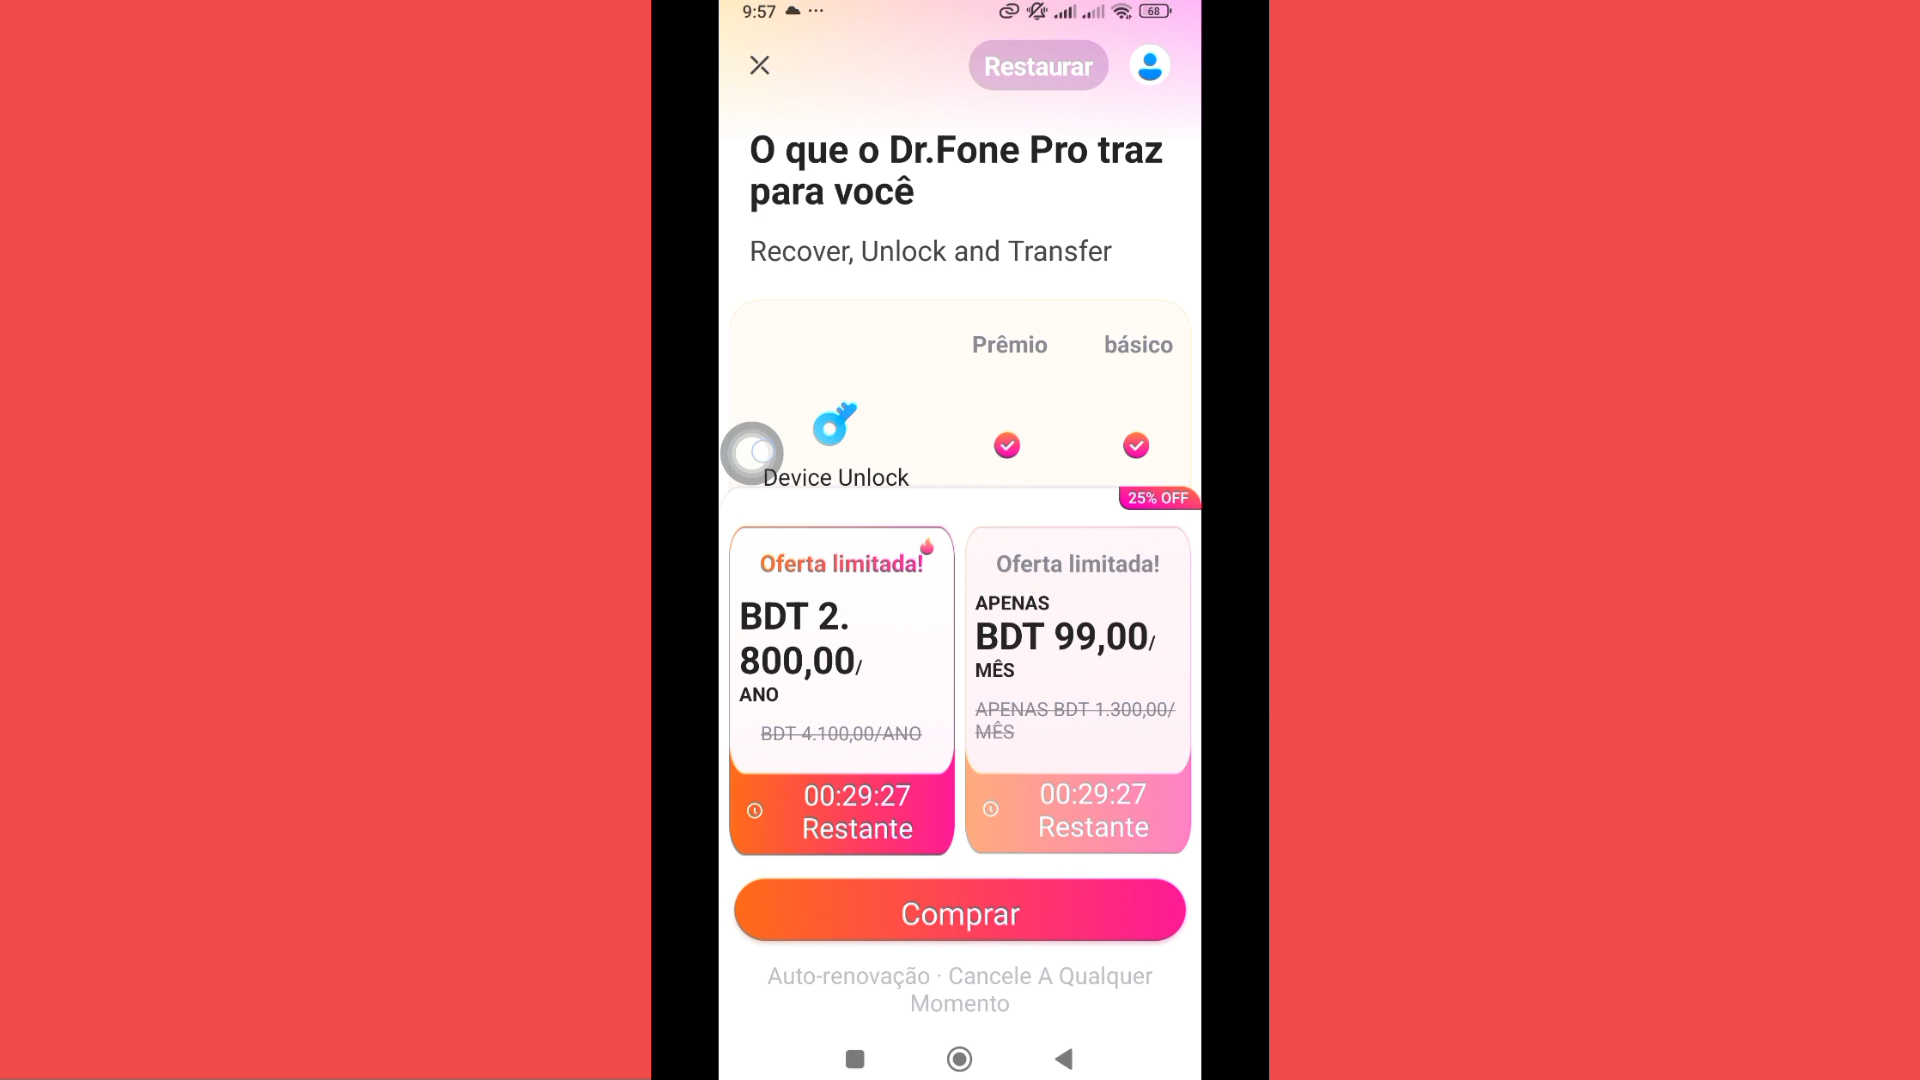 9:57
68
Restaurar
O que o Dr.Fone Pro traz
para você
Recover, Unlock and Transfer
Prêmio básico
Device Unlock
25% OFF
Oferta limitada!
BDT 2.
800,00/
ANO
BDT 4.100,00/ANO
00:29:27
Restante
Oferta limitada!
APENAS
BDT 99,00/
MÊS
APENAS BDT 1.300,00/
MÊS
00:29:27
Restante
Comprar
Auto-renovação · Cancele A Qualquer
Momento